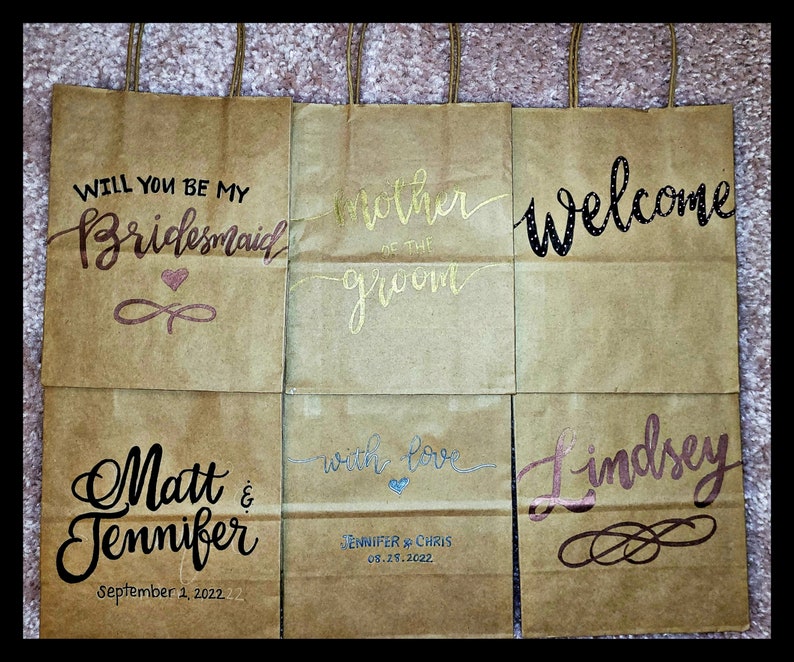 WILL YOU BE MY
Bridesmaid
mother
OF THE
groom
Welcome
Matt &
Jennifer
September 2, 2022
with love
JENNIFER & CHRIS
08.28.2022
Lindsey